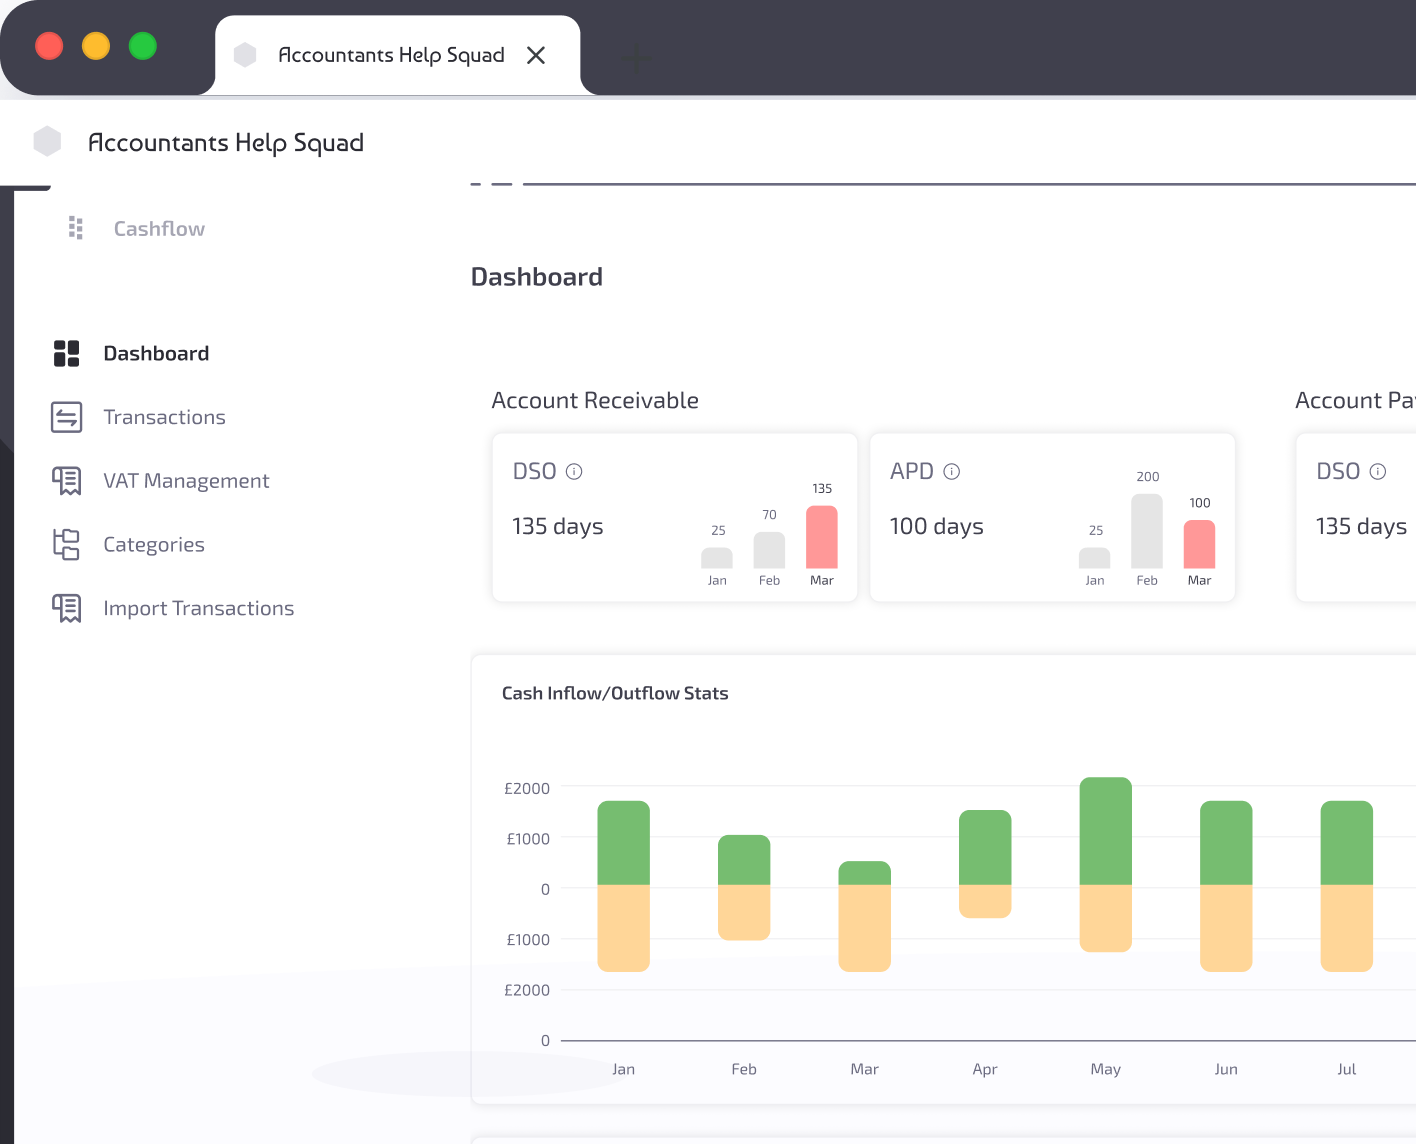 Accountants Help Squad
Accountants Help Squad
Cashflow
Dashboard
Dashboard
Transactions
VAT Management
Categories
Import Transactions
Account Receivable
DSO
135 days
25
70
135
Jan
Feb
Mar
APD
100 days
25
200
100
Jan
Feb
Mar
Account Pa
DSO
135 days
Cash Inflow/Outflow Stats
£2000
£1000
0
£1000
£2000
0
Jan Feb Mar Apr May Jun Jul